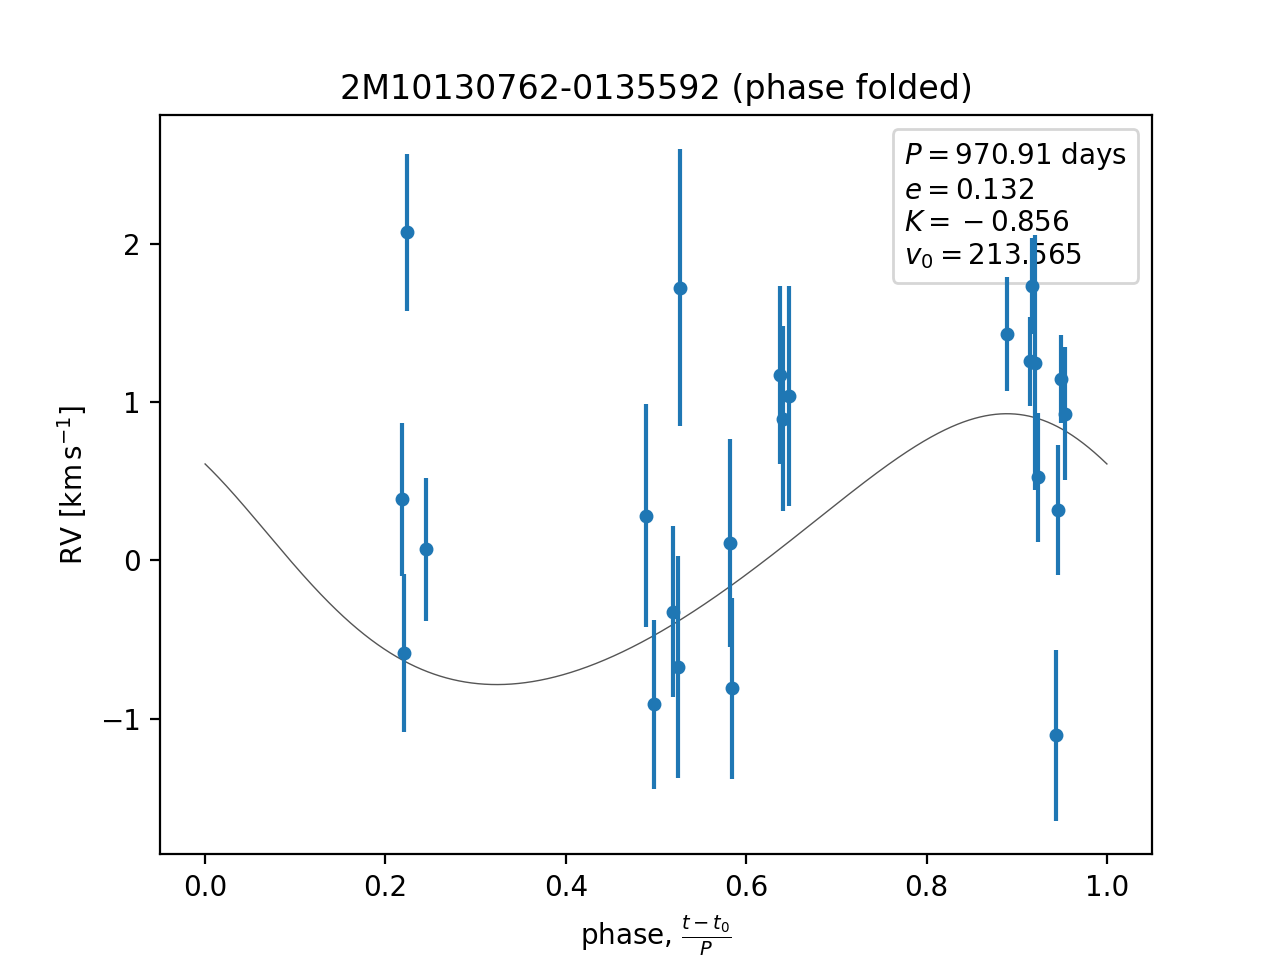 2M10130762-0135592 (phase folded)
P = 970.91 days
e = 0.132
K = −0.856
v₀ = 213.565
RV [km s⁻¹]
2
1
0
−1
0.0 0.2 0.4 0.6 0.8 1.0
phase, (t − t₀)/P